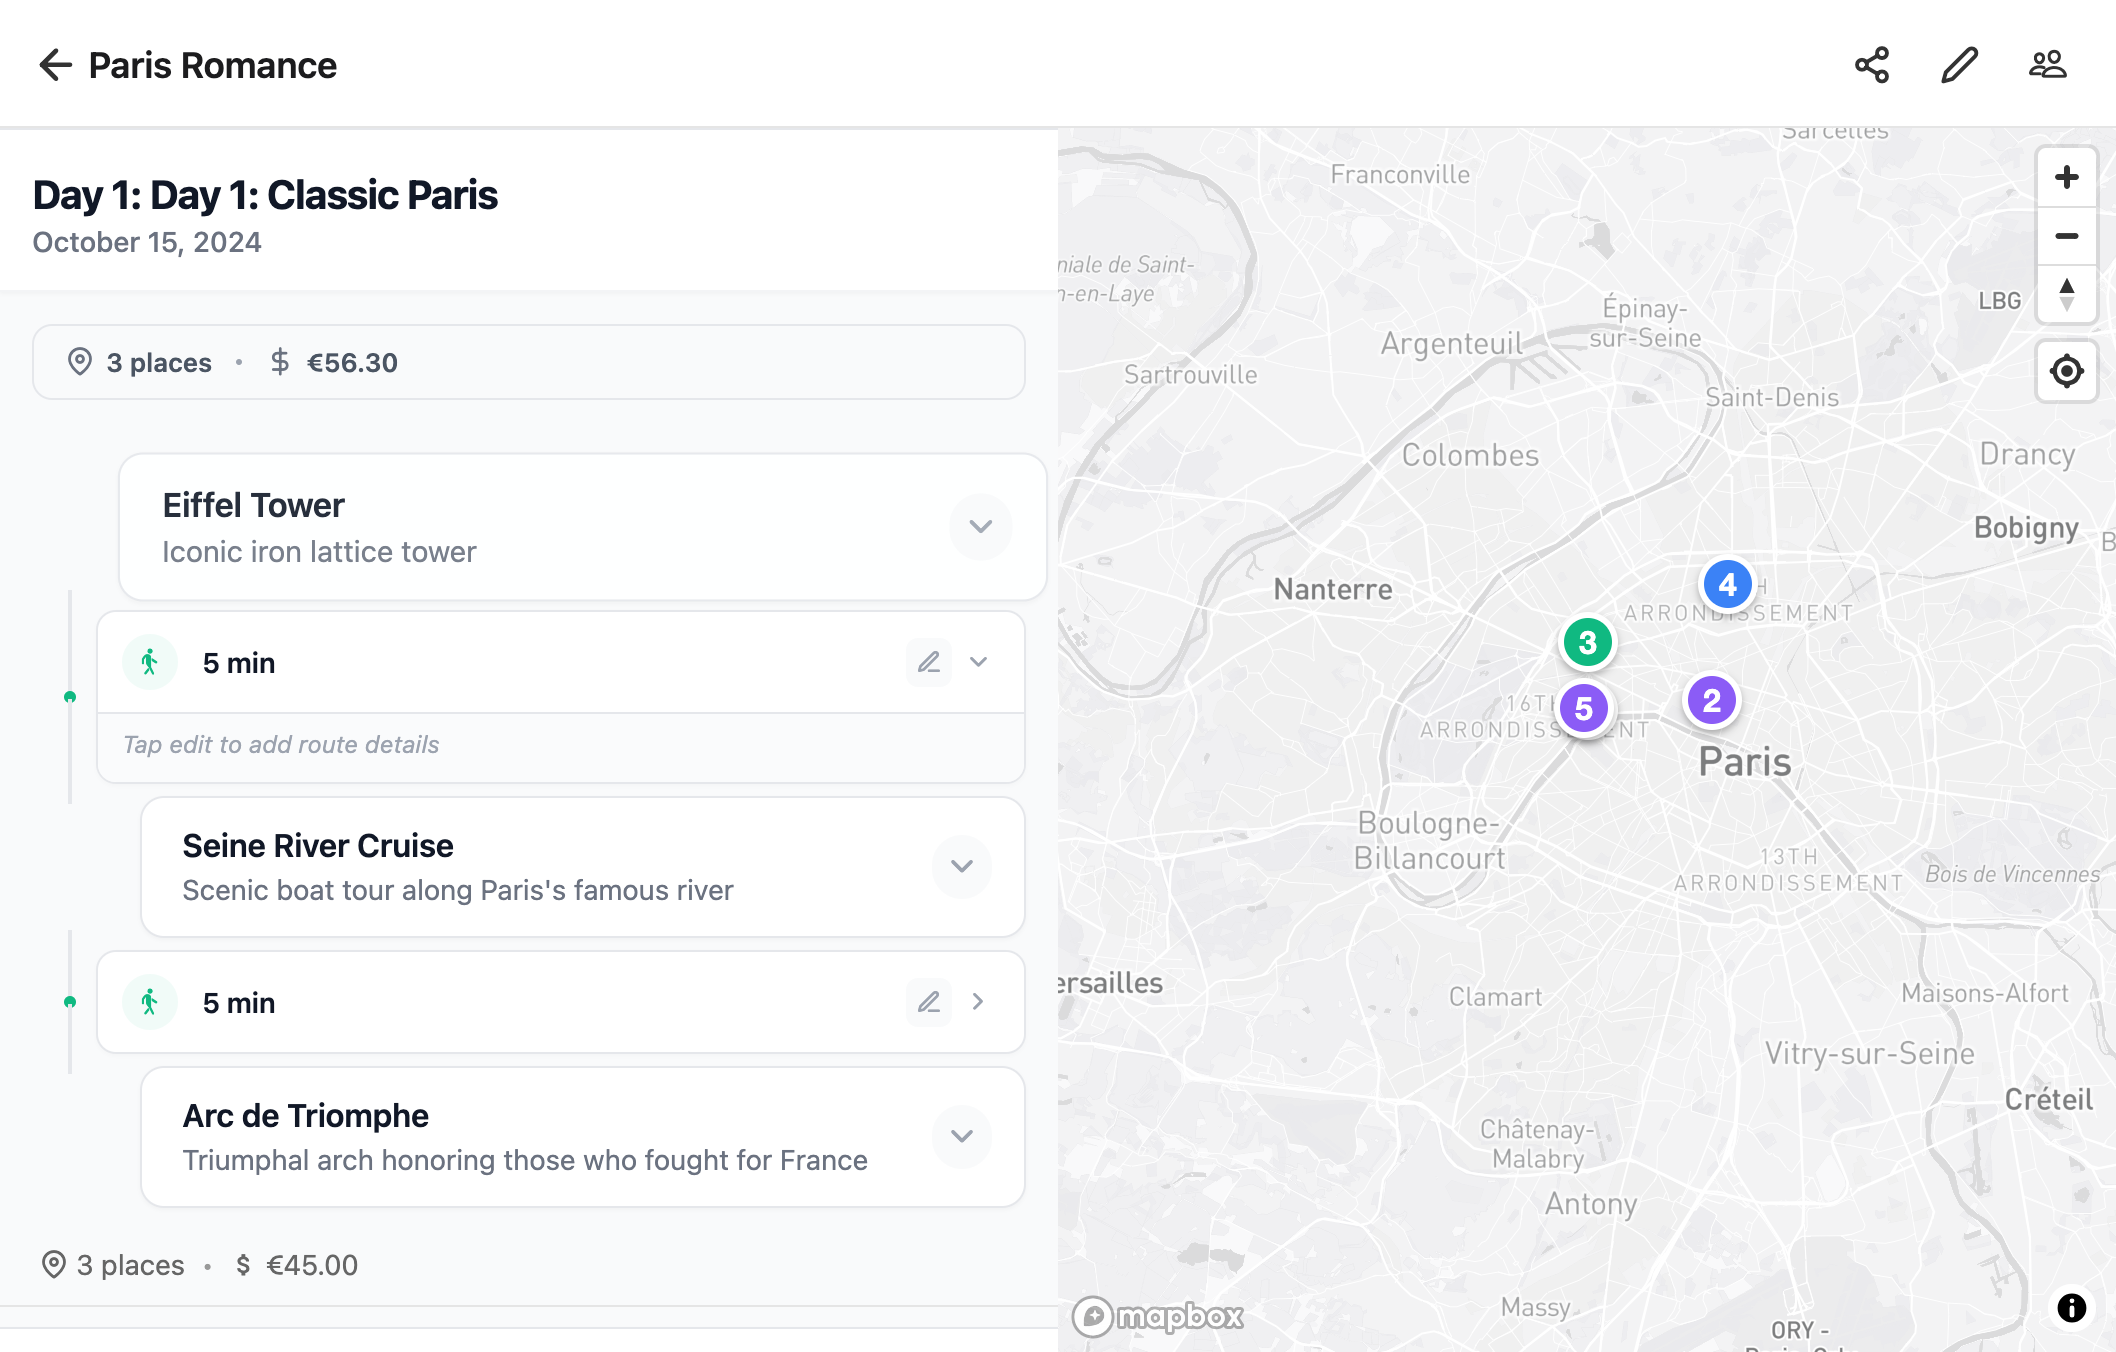 Paris Romance
Day 1: Day 1: Classic Paris
October 15, 2024
3 places • $ €56.30
Eiffel Tower
Iconic iron lattice tower
5 min
Tap edit to add route details
Seine River Cruise
Scenic boat tour along Paris's famous river
5 min
Arc de Triomphe
Triumphal arch honoring those who fought for France
3 places • $ €45.00
Sarcelles
Franconville
niale de Saint-
n-en-Laye
LBG
Épinay-
sur-Seine
Argenteuil
Sartrouville
Saint-Denis
Colombes
Drancy
Bobigny
B
Nanterre
4
H
ARRONDISSEMENT
3
2
5
16TH
ARRONDISSEMENT
Paris
Boulogne-
Billancourt
13TH
ARRONDISSEMENT
Bois de Vincennes
ersailles
Clamart
Maisons-Alfort
Vitry-sur-Seine
Créteil
Châtenay-
Malabry
Antony
Massy
ORY -
mapbox